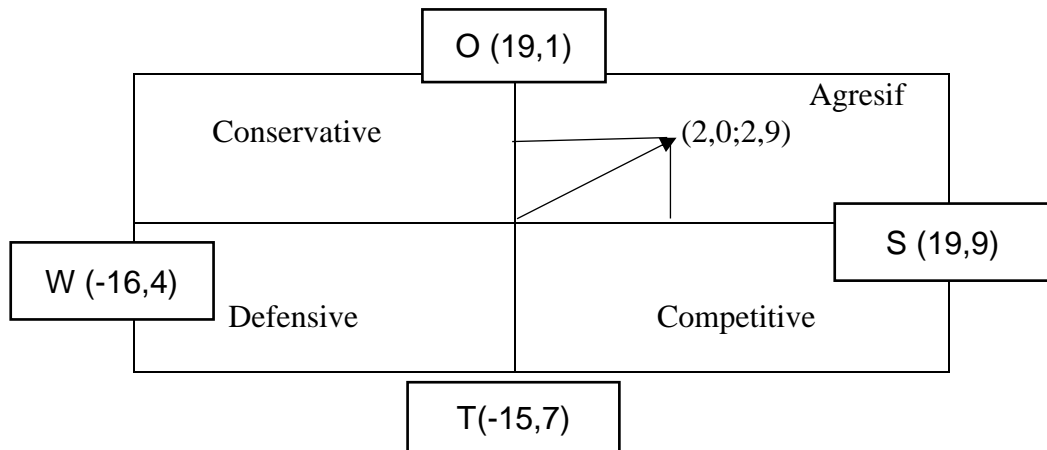 O (19,1)
Agresif
Conservative
(2,0;2,9)
S (19,9)
W (-16,4)
Defensive
Competitive
T(-15,7)